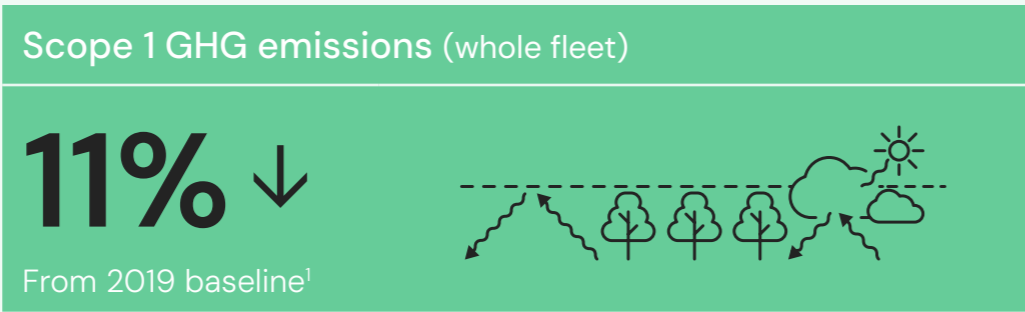 Scope 1 GHG emissions (whole fleet)
11% ↓
From 2019 baseline¹